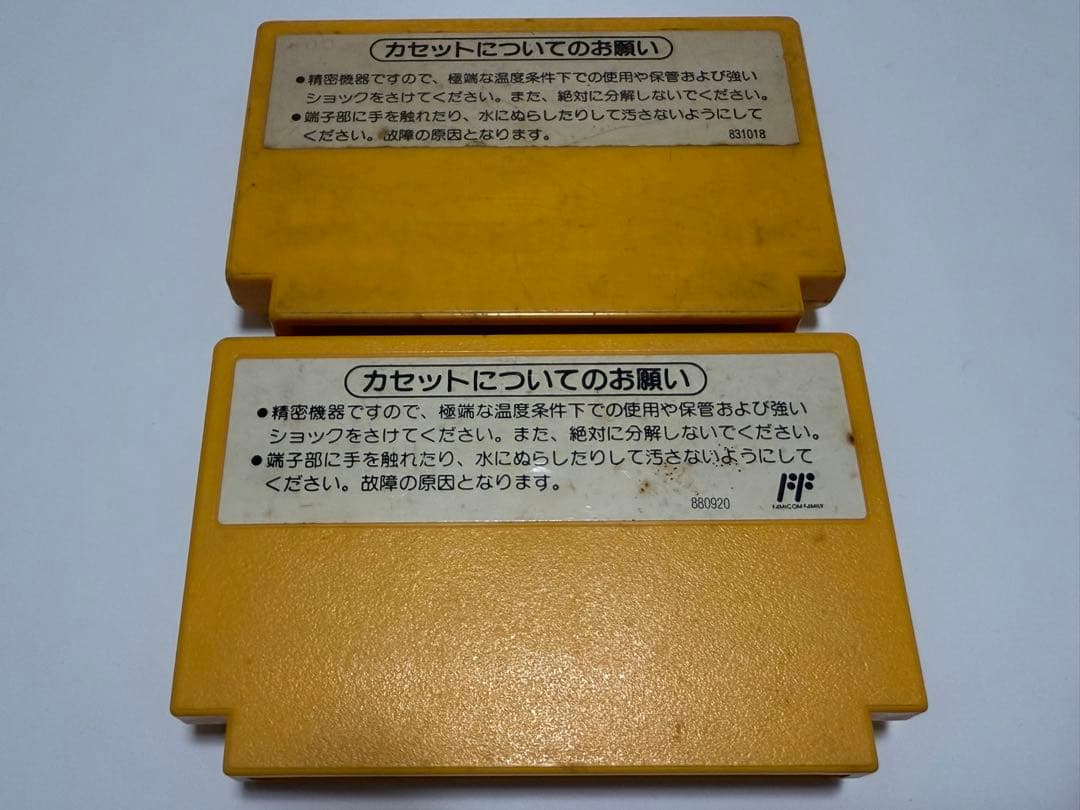 カセットについてのお願い
●精密機器ですので、極端な温度条件下での使用や保管および強い
ショックをさけてください。また、絶対に分解しないでください。
●端子部に手を触れたり、水にぬらしたりして汚さないようにして
ください。故障の原因となります。
831018
カセットについてのお願い
●精密機器ですので、極端な温度条件下での使用や保管および強い
ショックをさけてください。また、絶対に分解しないでください。
●端子部に手を触れたり、水にぬらしたりして汚さないようにして
ください。故障の原因となります。
880920
FF
FAMICOM FAMILY